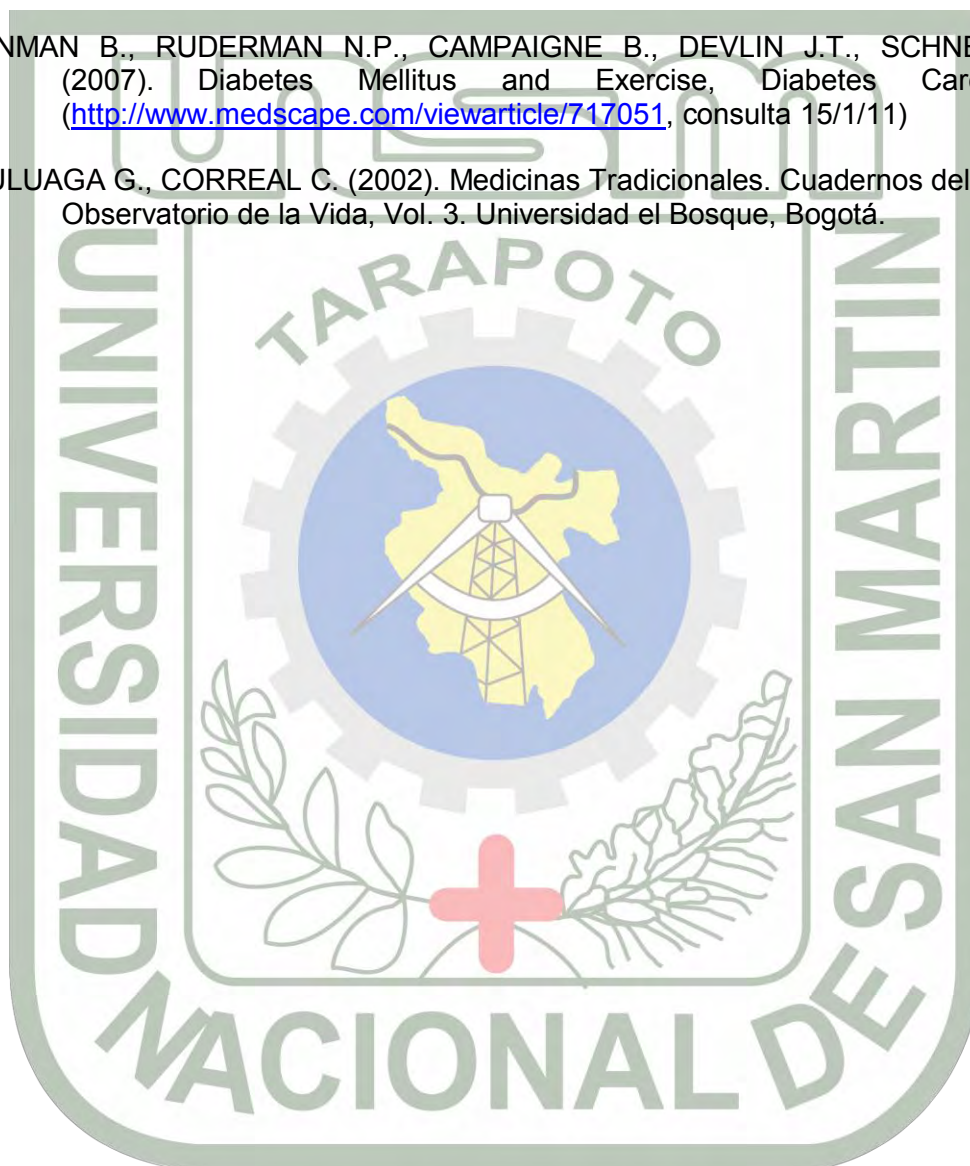 NMAN B., RUDERMAN N.P., CAMPAIGNE B., DEVLIN J.T., SCHNE
(2007). Diabetes Mellitus and Exercise, Diabetes Car
(http://www.medscape.com/viewarticle/717051, consulta 15/1/11)
ULUAGA G., CORREAL C. (2002). Medicinas Tradicionales. Cuadernos del
Observatorio de la Vida, Vol. 3. Universidad el Bosque, Bogotá.
unsm
TARAPOTO
UNIVERSIDAD NACIONAL DE SAN MARTIN